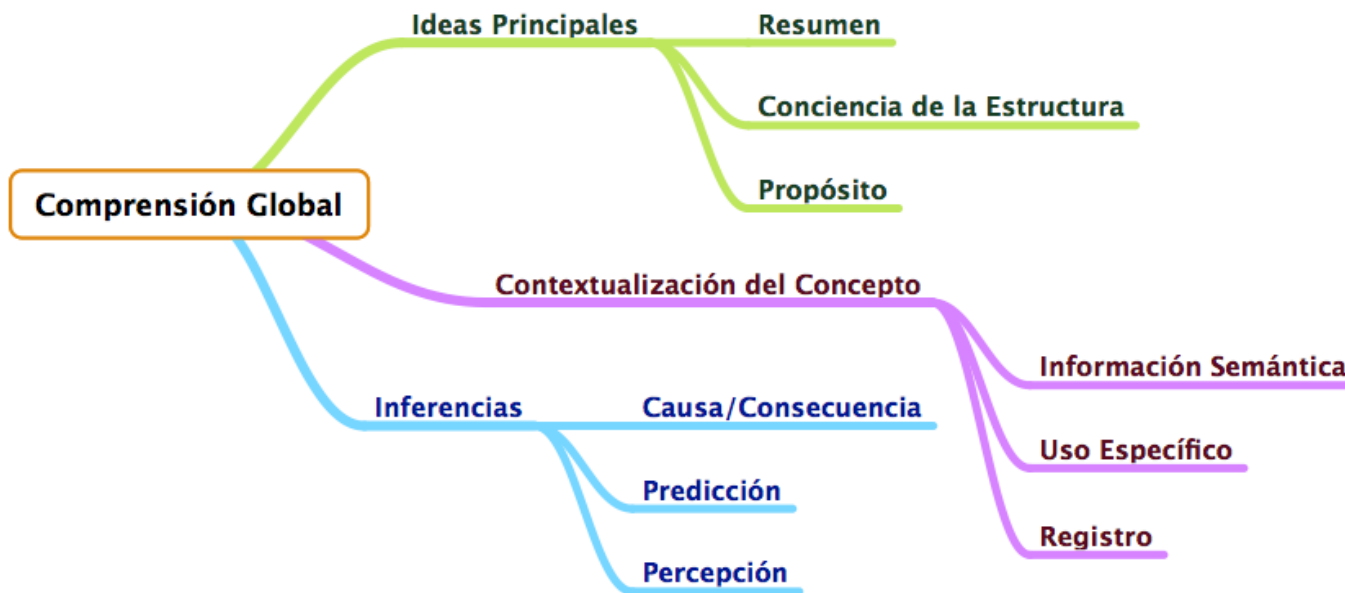 Ideas Principales
Resumen
Conciencia de la Estructura
Propósito
Comprensión Global
Contextualización del Concepto
Información Semántica
Uso Específico
Registro
Inferencias
Causa/Consecuencia
Predicción
Percepción